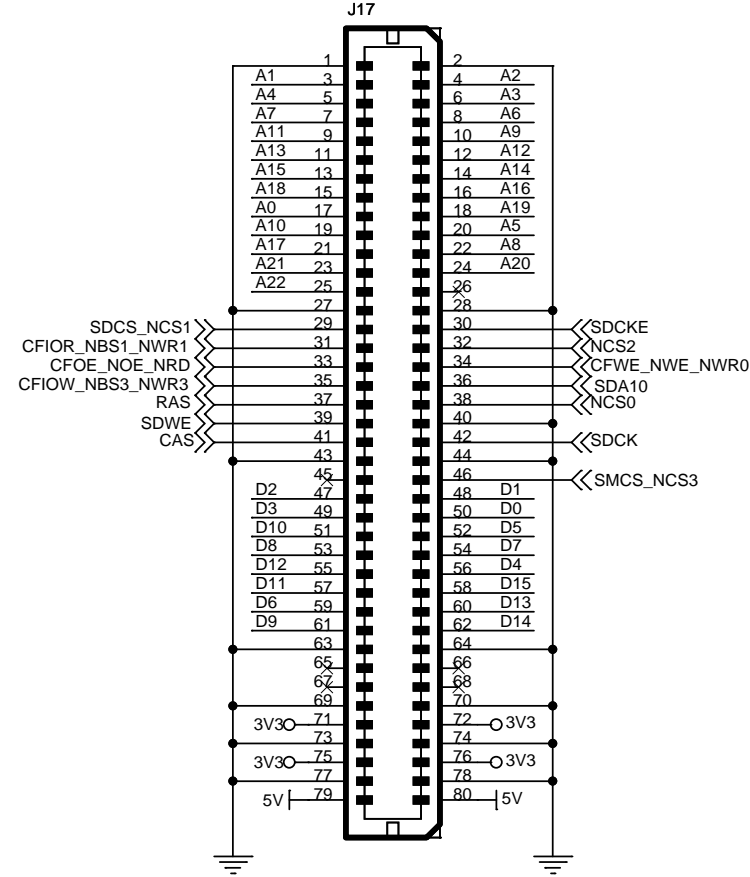 J17
1 2
A1 3 4 A2
A4 5 6 A3
A7 7 8 A6
A11 9 10 A9
A13 11 12 A12
A15 13 14 A14
A18 15 16 A16
A0 17 18 A19
A10 19 20 A5
A17 21 22 A8
A21 23 24 A20
A22 25 26
27 28
SDCS_NCS1 29 30 SDCKE
CFIOR_NBS1_NWR1 31 32 NCS2
CFOE_NOE_NRD 33 34 CFWE_NWE_NWR0
CFIOW_NBS3_NWR3 35 36 SDA10
RAS 37 38 NCS0
SDWE 39 40
CAS 41 42 SDCK
43 44
45 46 SMCS_NCS3
D2 47 48 D1
D3 49 50 D0
D10 51 52 D5
D8 53 54 D7
D12 55 56 D4
D11 57 58 D15
D6 59 60 D13
D9 61 62 D14
63 64
65 66
67 68
69 70
3V3 71 72 3V3
73 74
3V3 75 76 3V3
77 78
5V 79 80 5V